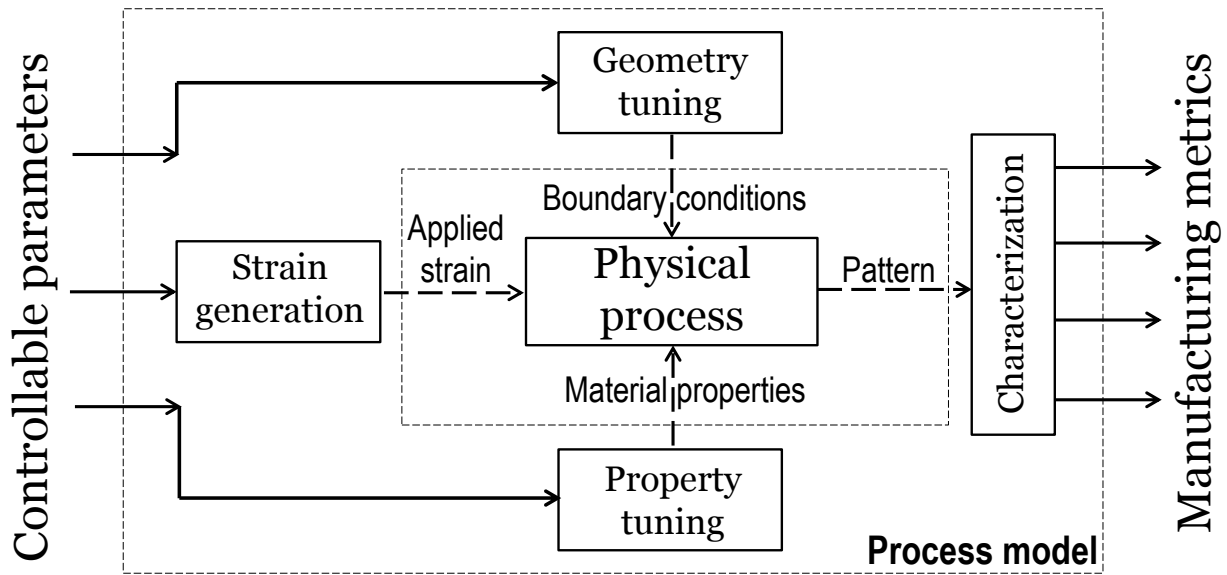 Controllable parameters
Geometry
tuning
Boundary conditions
Applied
strain
Strain
generation
Physical
process
Pattern
Material properties
Property
tuning
Characterization
Process model
Manufacturing metrics